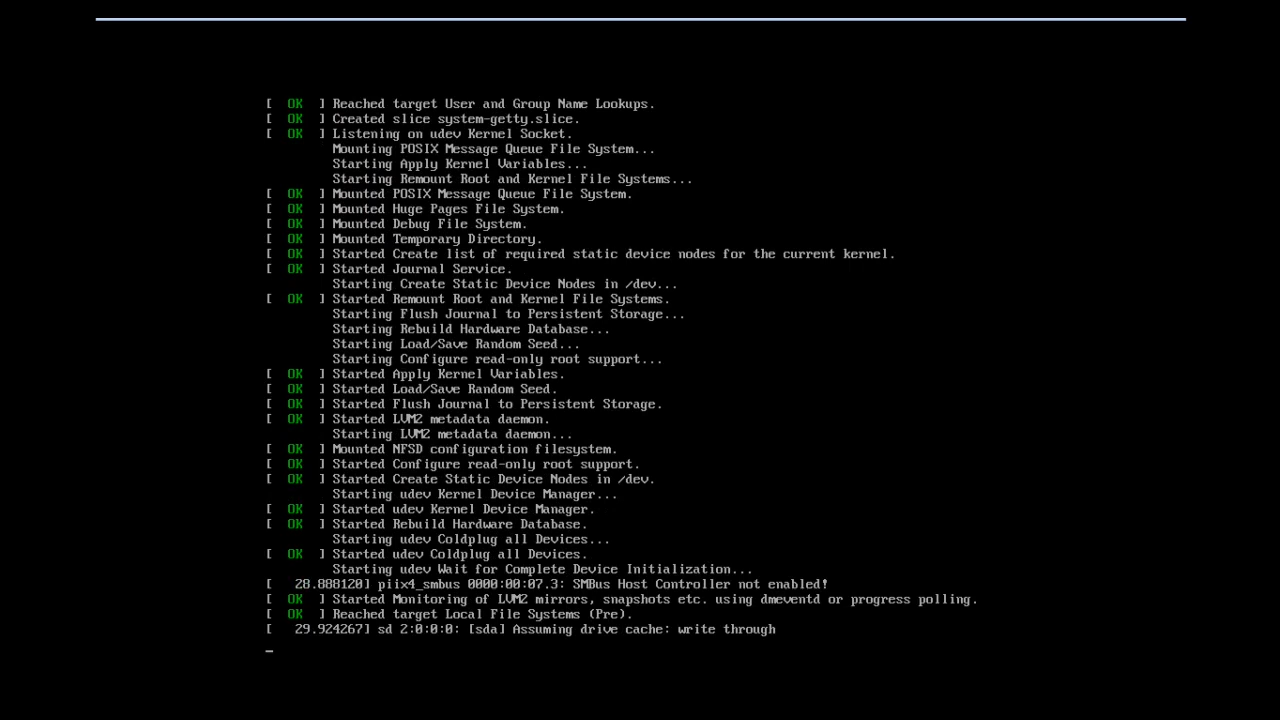 [  OK  ] Reached target User and Group Name Lookups.
[  OK  ] Created slice system-getty.slice.
[  OK  ] Listening on udev Kernel Socket.
         Mounting POSIX Message Queue File System...
         Starting Apply Kernel Variables...
         Starting Remount Root and Kernel File Systems...
[  OK  ] Mounted POSIX Message Queue File System.
[  OK  ] Mounted Huge Pages File System.
[  OK  ] Mounted Debug File System.
[  OK  ] Mounted Temporary Directory.
[  OK  ] Started Create list of required static device nodes for the current kernel.
[  OK  ] Started Journal Service.
         Starting Create Static Device Nodes in /dev...
[  OK  ] Started Remount Root and Kernel File Systems.
         Starting Flush Journal to Persistent Storage...
         Starting Rebuild Hardware Database...
         Starting Load/Save Random Seed...
         Starting Configure read-only root support...
[  OK  ] Started Apply Kernel Variables.
[  OK  ] Started Load/Save Random Seed.
[  OK  ] Started Flush Journal to Persistent Storage.
[  OK  ] Started LVM2 metadata daemon.
         Starting LVM2 metadata daemon...
[  OK  ] Mounted NFSD configuration filesystem.
[  OK  ] Started Configure read-only root support.
[  OK  ] Started Create Static Device Nodes in /dev.
         Starting udev Kernel Device Manager...
[  OK  ] Started udev Kernel Device Manager.
[  OK  ] Started Rebuild Hardware Database.
         Starting udev Coldplug all Devices...
[  OK  ] Started udev Coldplug all Devices.
         Starting udev Wait for Complete Device Initialization...
[   28.888120] piix4_smbus 0000:00:07.3: SMBus Host Controller not enabled!
[  OK  ] Started Monitoring of LVM2 mirrors, snapshots etc. using dmeventd or progress polling.
[  OK  ] Reached target Local File Systems (Pre).
[   29.924267] sd 2:0:0:0: [sda] Assuming drive cache: write through
_